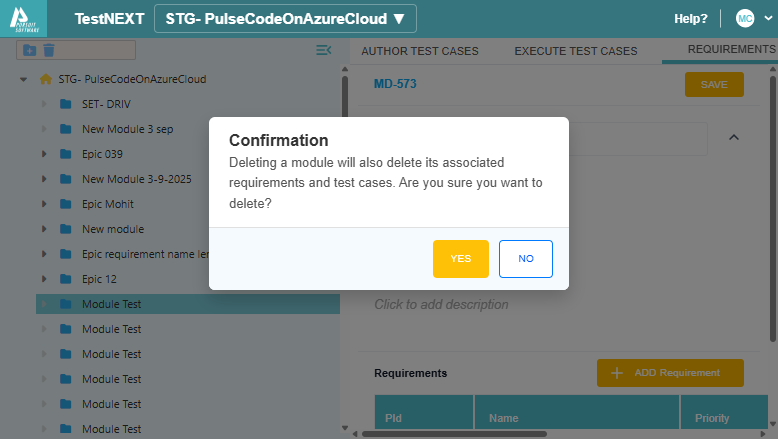 PURSUIT
SOFTWARE
TestNEXT
STG- PulseCodeOnAzureCloud ▼
Help?
MC
AUTHOR TEST CASES
EXECUTE TEST CASES
REQUIREMENTS
STG- PulseCodeOnAzureCloud
MD-573
SAVE
SET- DRIV
New Module 3 sep
Epic 039
New Module 3-9-2025
Epic Mohit
New module
Epic requirement name ler
Epic 12
Module Test
Module Test
Module Test
Module Test
Module Test
Module Test
Confirmation
Deleting a module will also delete its associated
requirements and test cases. Are you sure you want to
delete?
YES
NO
Click to add description
Requirements
ADD Requirement
PId
Name
Priority